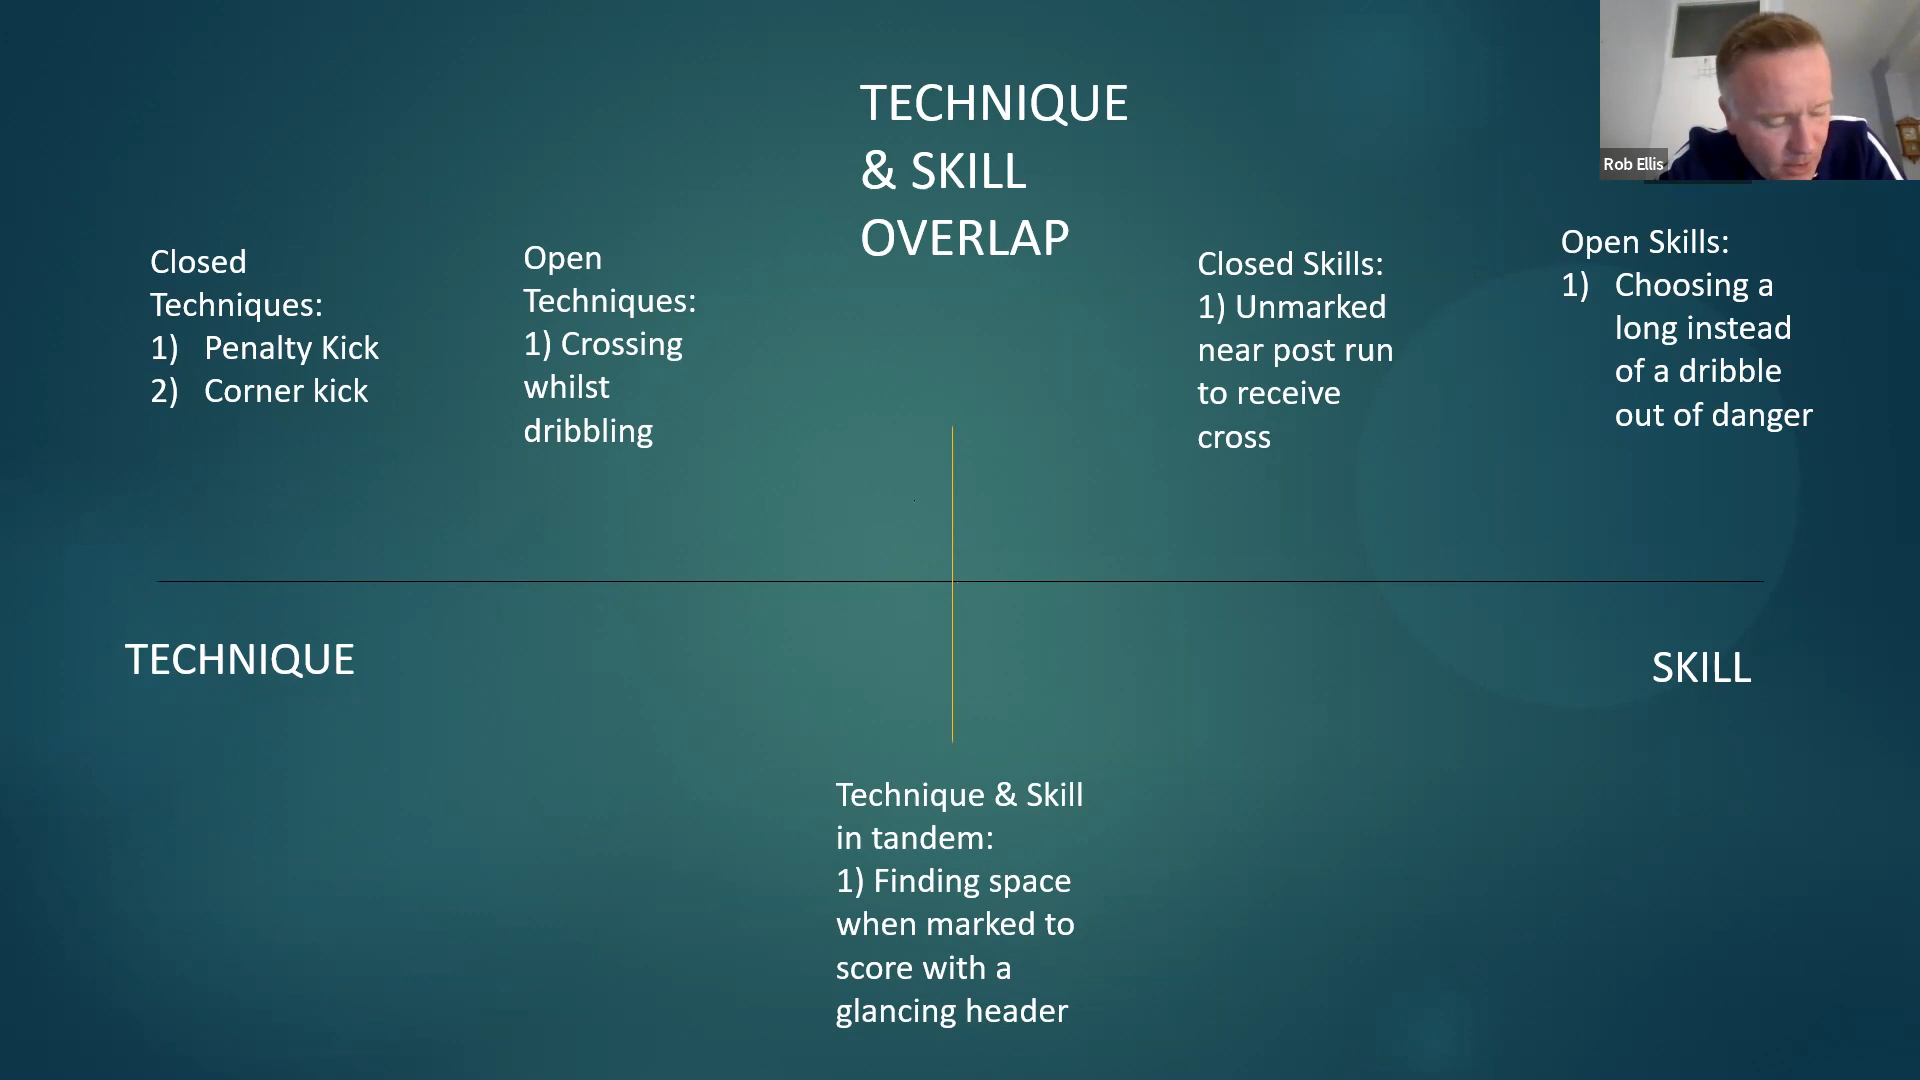 TECHNIQUE
& SKILL
OVERLAP
Rob Ellis
Closed
Techniques:
1) Penalty Kick
2) Corner kick
Open
Techniques:
1) Crossing
whilst
dribbling
Closed Skills:
1) Unmarked
near post run
to receive
cross
Open Skills:
1) Choosing a
long instead
of a dribble
out of danger
TECHNIQUE
SKILL
Technique & Skill
in tandem:
1) Finding space
when marked to
score with a
glancing header